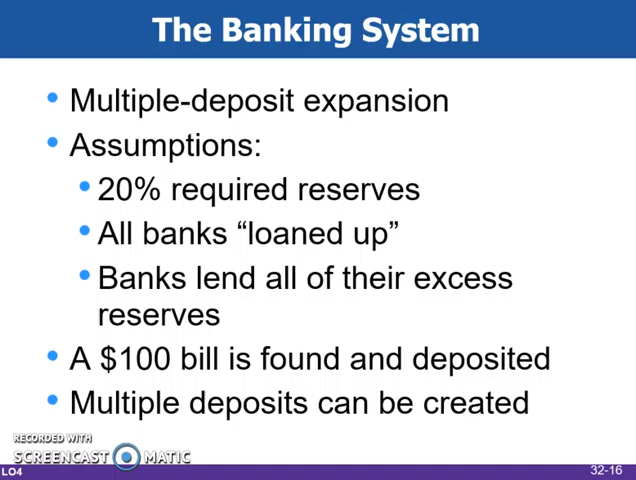 The Banking System
• Multiple-deposit expansion
• Assumptions:
• 20% required reserves
• All banks “loaned up”
• Banks lend all of their excess
reserves
• A $100 bill is found and deposited
• Multiple deposits can be created
RECORDED WITH
SCREENCAST MATIC
LO4
32-16